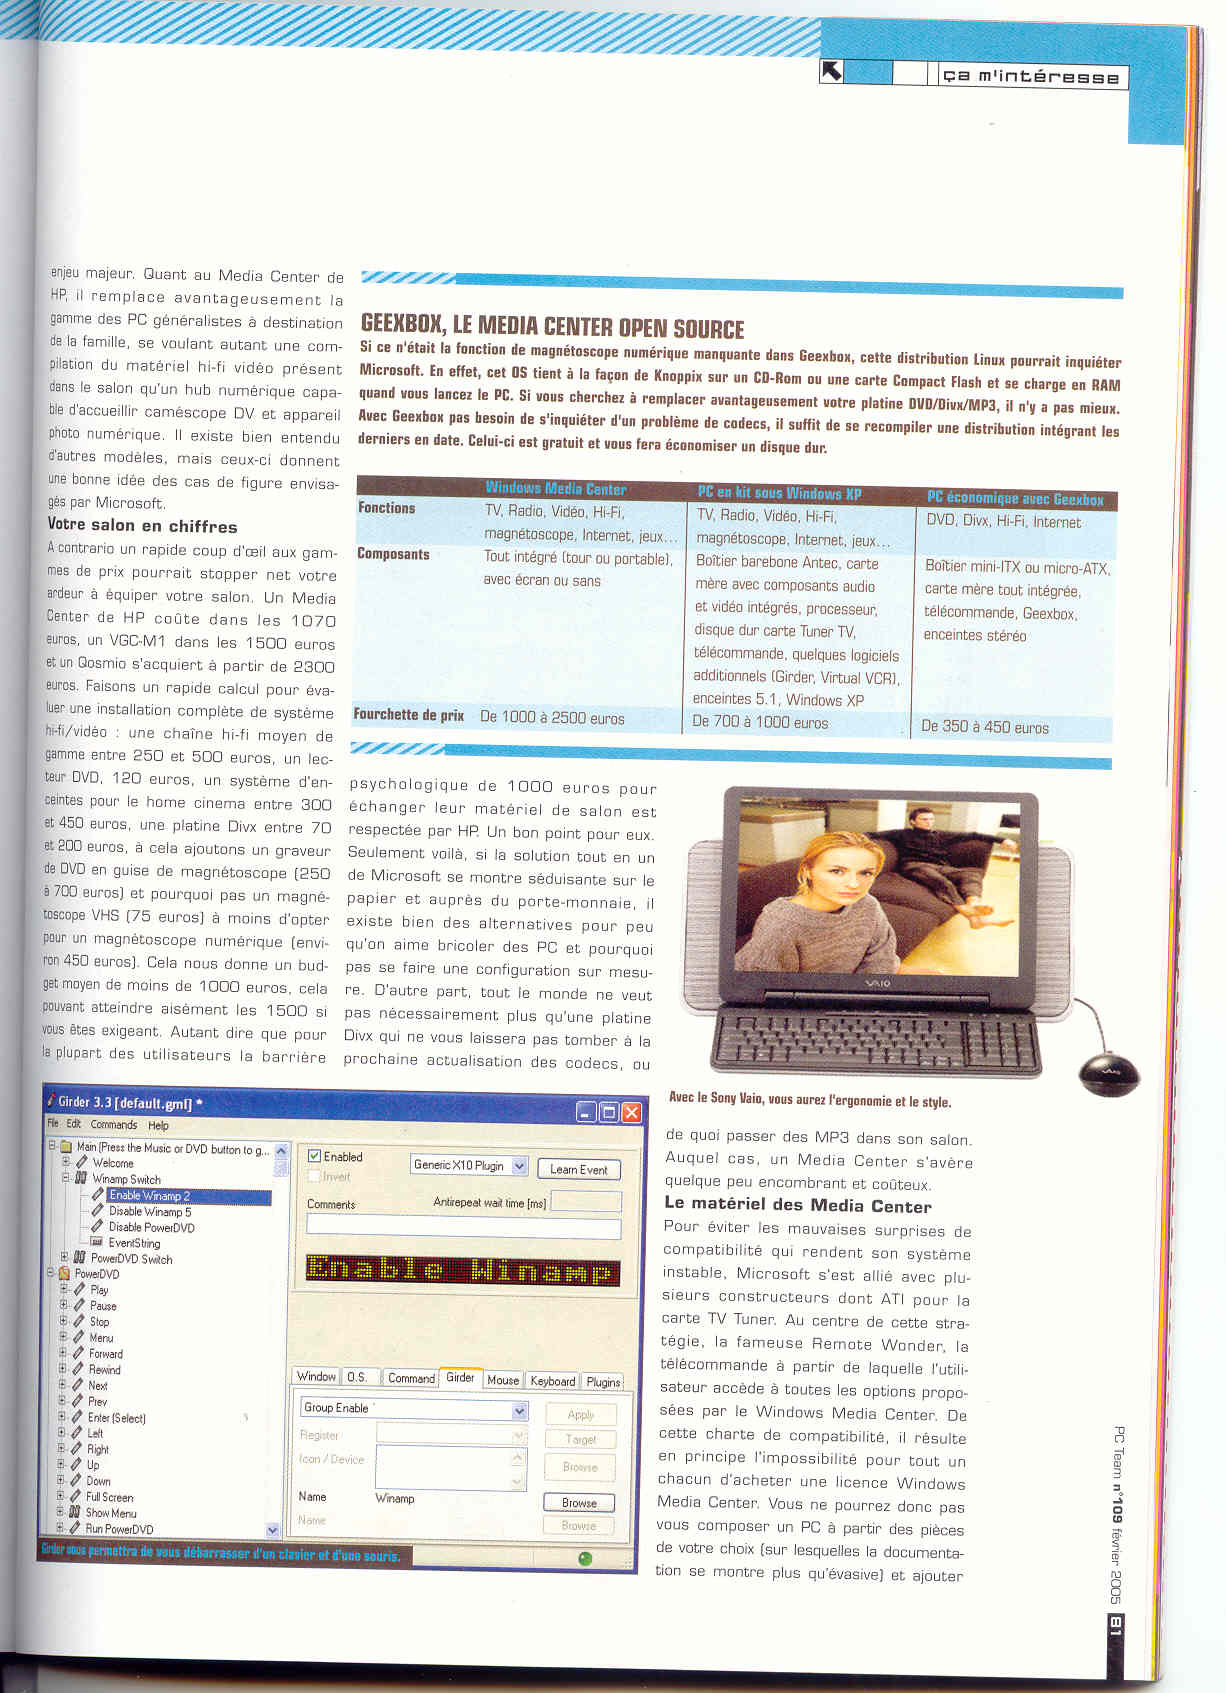 ça m'intéresse
enjeu majeur. Quant au Media Center de
HP, il remplace avantageusement la
gamme des PC généralistes à destination
de la famille, se voulant autant une com-
pilation du matériel hi-fi vidéo présent
dans le salon qu'un hub numérique capa-
ble d'accueillir caméscope DV et appareil
photo numérique. Il existe bien entendu
d'autres modèles, mais ceux-ci donnent
une bonne idée des cas de figure envisa-
gés par Microsoft.
Votre salon en chiffres
A contrario un rapide coup d'œil aux gam-
mes de prix pourrait stopper net votre
ardeur à équiper votre salon. Un Media
Center de HP coûte dans les 1070
euros, un VGC-M1 dans les 1500 euros
et un Qosmio s'acquiert à partir de 2300
euros. Faisons un rapide calcul pour éva-
luer une installation complète de système
hi-fi/vidéo : une chaîne hi-fi moyen de
gamme entre 250 et 500 euros, un lec-
teur DVD, 120 euros, un système d'en-
ceintes pour le home cinema entre 300
et 450 euros, une platine Divx entre 70
et 200 euros, à cela ajoutons un graveur
de DVD en guise de magnétoscope (250
à 700 euros) et pourquoi pas un magné-
toscope VHS (75 euros) à moins d'opter
pour un magnétoscope numérique (envi-
ron 450 euros). Cela nous donne un bud-
get moyen de moins de 1000 euros, cela
pouvant atteindre aisément les 1500 si
vous êtes exigeant. Autant dire que pour
la plupart des utilisateurs la barrière
GEEXBOX, LE MEDIA CENTER OPEN SOURCE
Si ce n'était la fonction de magnétoscope numérique manquante dans Geexbox, cette distribution Linux pourrait inquiéter
Microsoft. En effet, cet OS tient à la façon de Knoppix sur un CD-Rom ou une carte Compact Flash et se charge en RAM
quand vous lancez le PC. Si vous cherchez à remplacer avantageusement votre platine DVD/Divx/MP3, il n'y a pas mieux.
Avec Geexbox pas besoin de s'inquiéter d'un problème de codecs, il suffit de se recompiler une distribution intégrant les
derniers en date. Celui-ci est gratuit et vous fera économiser un disque dur.
Windows Media Center PC en kit sous Windows XP PC économique avec Geexbox
Fonctions TV, Radio, Vidéo, Hi-Fi, TV, Radio, Vidéo, Hi-Fi, DVD, Divx, Hi-Fi, Internet
magnétoscope, Internet, jeux... magnétoscope, Internet, jeux...
Composants Tout intégré (tour ou portable), Boîtier barebone Antec, carte Boîtier mini-ITX ou micro-ATX,
avec écran ou sans mère avec composants audio carte mère tout intégrée,
et vidéo intégrés, processeur, télécommande, Geexbox,
disque dur carte Tuner TV, enceintes stéréo
télécommande, quelques logiciels
additionnels (Girder, Virtual VCR),
enceintes 5.1, Windows XP
Fourchette de prix De 1000 à 2500 euros De 700 à 1000 euros De 350 à 450 euros
psychologique de 1000 euros pour
échanger leur matériel de salon est
respectée par HP. Un bon point pour eux.
Seulement voilà, si la solution tout en un
de Microsoft se montre séduisante sur le
papier et auprès du porte-monnaie, il
existe bien des alternatives pour peu
qu'on aime bricoler des PC et pourquoi
pas se faire une configuration sur mesu-
re. D'autre part, tout le monde ne veut
pas nécessairement plus qu'une platine
Divx qui ne vous laissera pas tomber à la
prochaine actualisation des codecs, ou
VAIO
VAIO
Avec le Sony Vaio, vous aurez l'ergonomie et le style.
de quoi passer des MP3 dans son salon.
Auquel cas, un Media Center s'avère
quelque peu encombrant et coûteux.
Le matériel des Media Center
Pour éviter les mauvaises surprises de
compatibilité qui rendent son système
instable, Microsoft s'est allié avec plu-
sieurs constructeurs dont ATI pour la
carte TV Tuner. Au centre de cette stra-
tégie, la fameuse Remote Wonder, la
télécommande à partir de laquelle l'utili-
sateur accède à toutes les options propo-
sées par le Windows Media Center. De
cette charte de compatibilité, il résulte
en principe l'impossibilité pour tout un
chacun d'acheter une licence Windows
Media Center. Vous ne pourrez donc pas
vous composer un PC à partir des pièces
de votre choix (sur lesquelles la documenta-
tion se montre plus qu'évasive) et ajouter
Girder 3.3 [default.gml] *
File Edit Commands Help
Main (Press the Music or DVD button to g...
Welcome
Winamp Switch
Enable Winamp 2
Disable Winamp 5
Disable PowerDVD
EventString
PowerDVD Switch
PowerDVD
Play
Pause
Stop
Menu
Forward
Rewind
Next
Prev
Enter (Select)
Left
Right
Up
Down
Full Screen
Show Menu
Run PowerDVD
Enabled
Invert
Generic X10 Plugin
Learn Event
Comments
Antirepeat wait time [ms]
Enable Winamp
Window O.S. Command Girder Mouse Keyboard Plugins
Group Enable
Apply
Register
Target
Icon / Device
Browse
Name Winamp Browse
Name Browse
Girder vous permettra de vous débarrasser d'un clavier et d'une souris.
PC Team n°109 février 2005 81